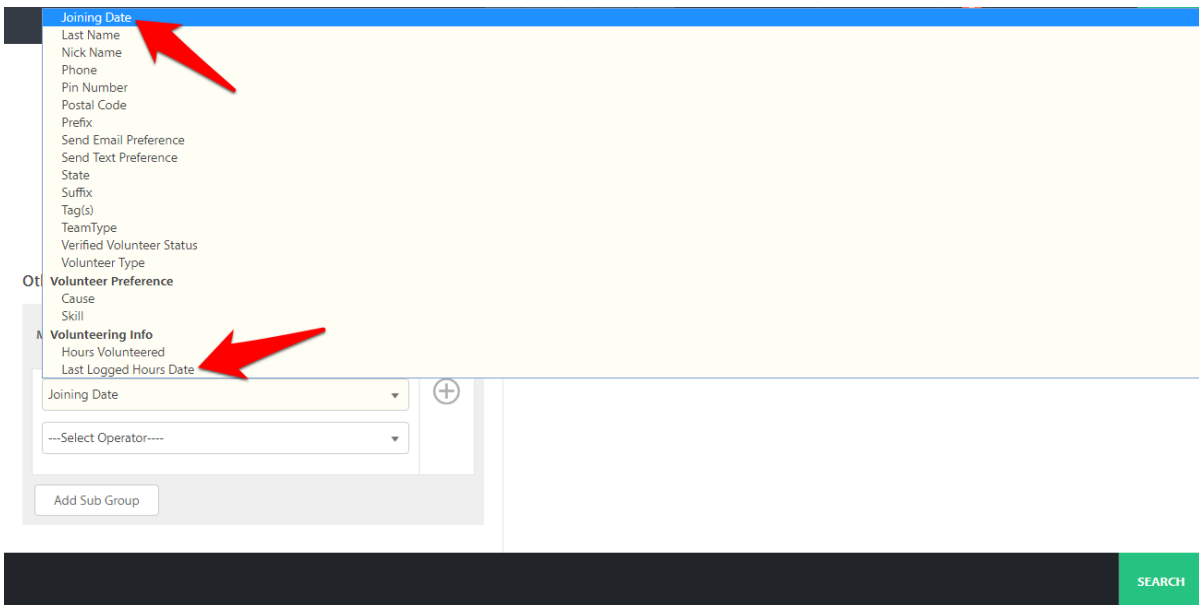 Joining Date
Last Name
Nick Name
Phone
Pin Number
Postal Code
Prefix
Send Email Preference
Send Text Preference
State
Suffix
Tag(s)
TeamType
Verified Volunteer Status
Volunteer Type
Volunteer Preference
Cause
Skill
Volunteering Info
Hours Volunteered
Last Logged Hours Date
Joining Date
---Select Operator----
Add Sub Group
SEARCH